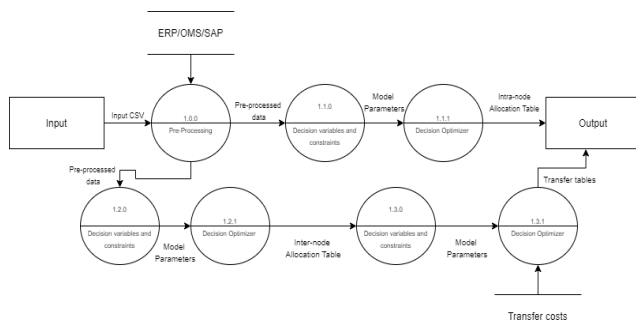 ERP/OMS/SAP
Input
Input CSV
1.0.0
Pre-Processing
Pre-processed
data
1.1.0
Decision variables and
constraints
Model
Parameters
1.1.1
Decision Optimizer
Intra-node
Allocation Table
Output
Pre-processed
data
1.2.0
Decision variables and
constraints
Model
Parameters
1.2.1
Decision Optimizer
Inter-node
Allocation Table
1.3.0
Decision variables and
constraints
Model
Parameters
1.3.1
Decision Optimizer
Transfer tables
Transfer costs